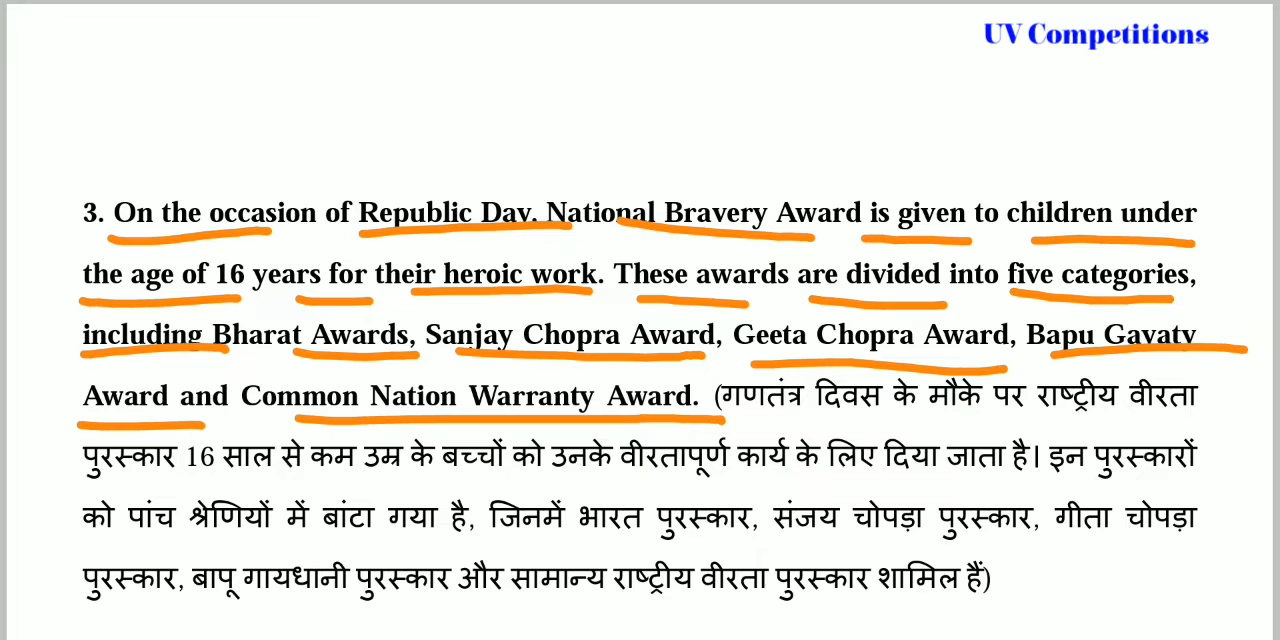 UV Competitions
3. On the occasion of Republic Day. National Bravery Award is given to children under
the age of 16 years for their heroic work. These awards are divided into five categories,
including Bharat Awards, Sanjay Chopra Award, Geeta Chopra Award, Bapu Gavaty
Award and Common Nation Warranty Award. (गणतंत्र दिवस के मौके पर राष्ट्रीय वीरता
पुरस्कार 16 साल से कम उम्र के बच्चों को उनके वीरतापूर्ण कार्य के लिए दिया जाता है। इन पुरस्कारों
को पांच श्रेणियों में बांटा गया है, जिनमें भारत पुरस्कार, संजय चोपड़ा पुरस्कार, गीता चोपड़ा
पुरस्कार, बापू गायधानी पुरस्कार और सामान्य राष्ट्रीय वीरता पुरस्कार शामिल हैं)